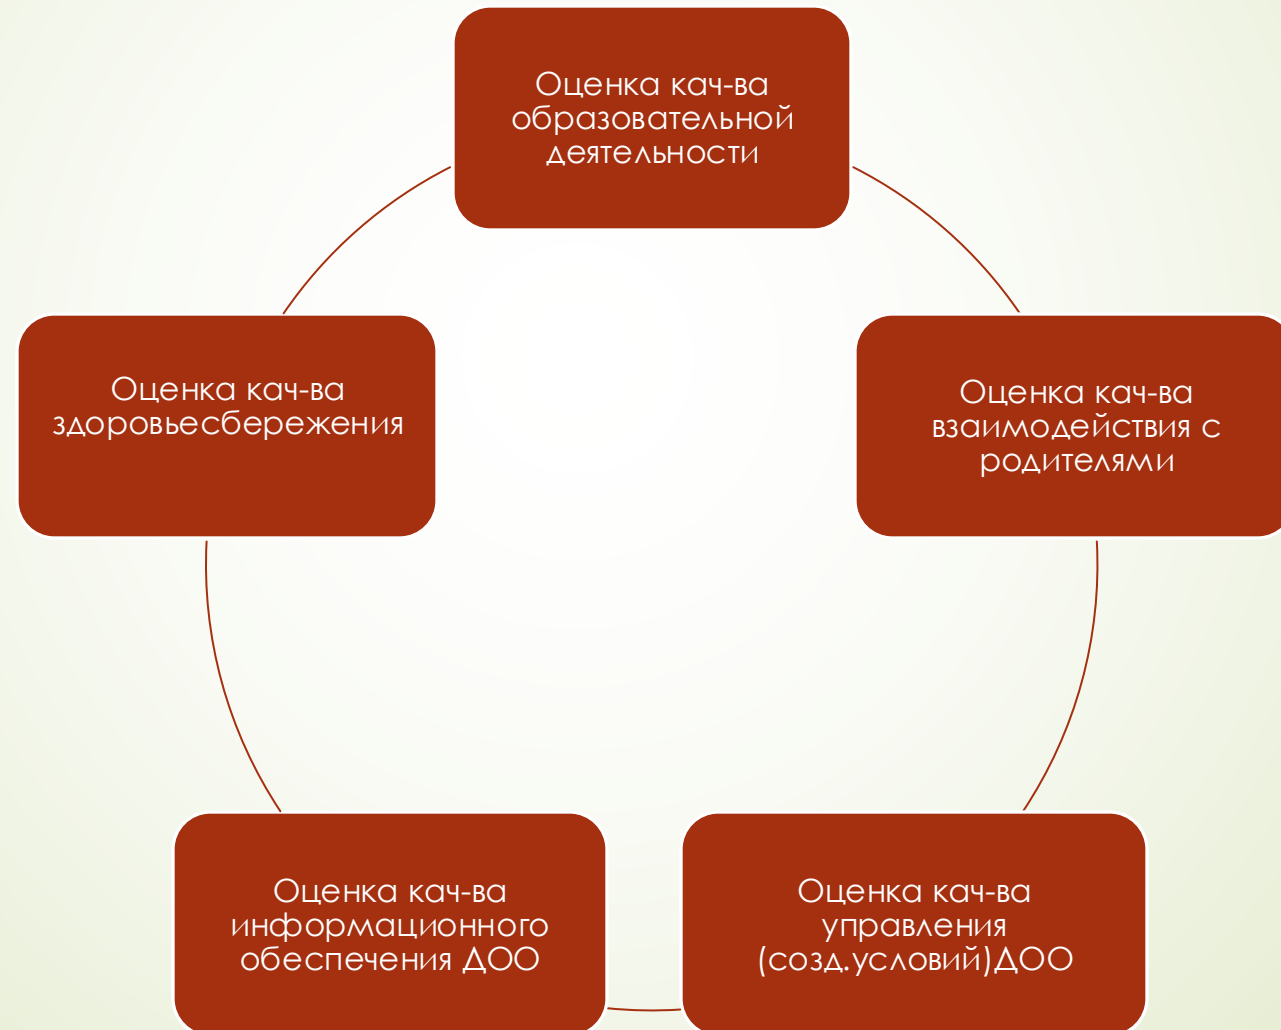 Оценка кач-ва
образовательной
деятельности
Оценка кач-ва
здоровьесбережения
Оценка кач-ва
взаимодействия с
родителями
Оценка кач-ва
информационного
обеспечения ДОО
Оценка кач-ва
управления
(созд.условий)ДОО